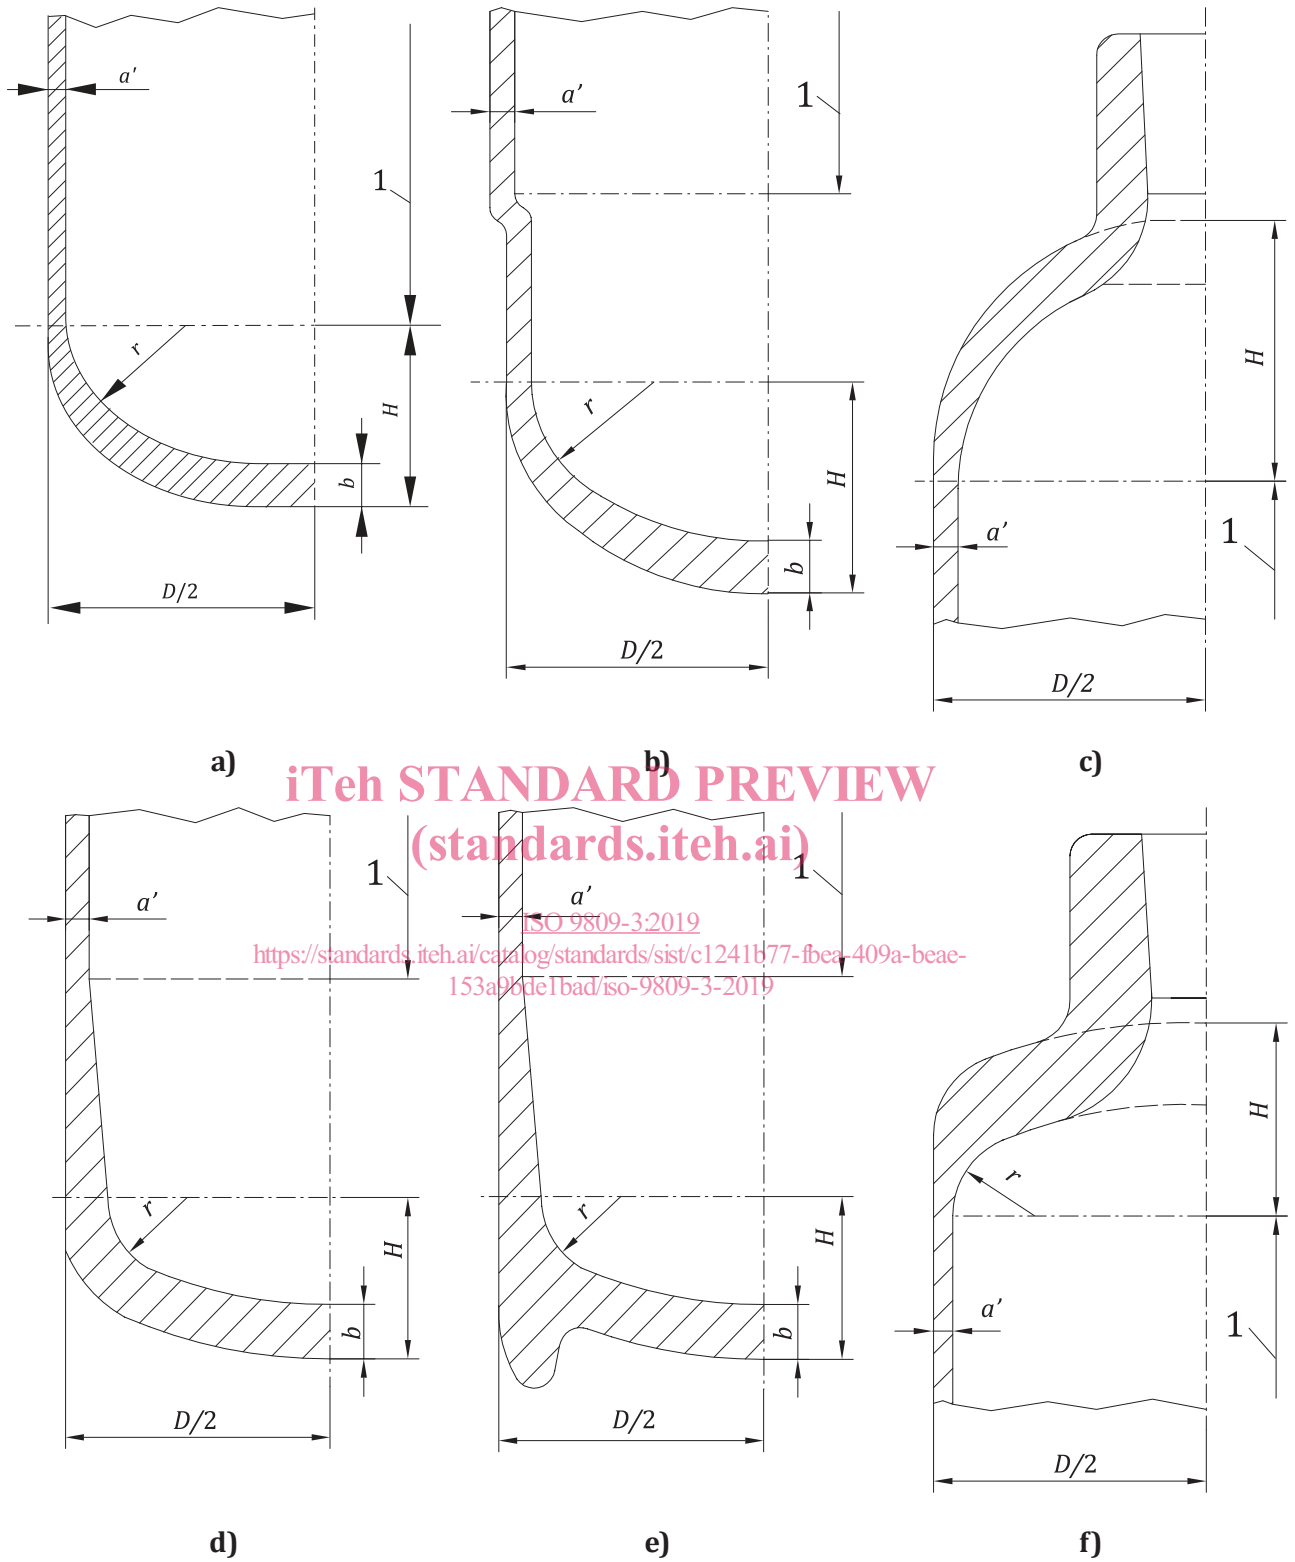 a'
1
r
H
b
D/2
a)
a'
1
r
H
b
D/2
b)
H
a'
1
D/2
c)
iTeh STANDARD PREVIEW
(standards.iteh.ai)
ISO 9809-3:2019
https://standards.iteh.ai/catalog/standards/sist/c1241b77-fbea-409a-beae-
153a9bde1bad/iso-9809-3-2019
a'
1
r
H
b
D/2
d)
a'
1
r
H
b
D/2
e)
H
r
a'
1
D/2
f)